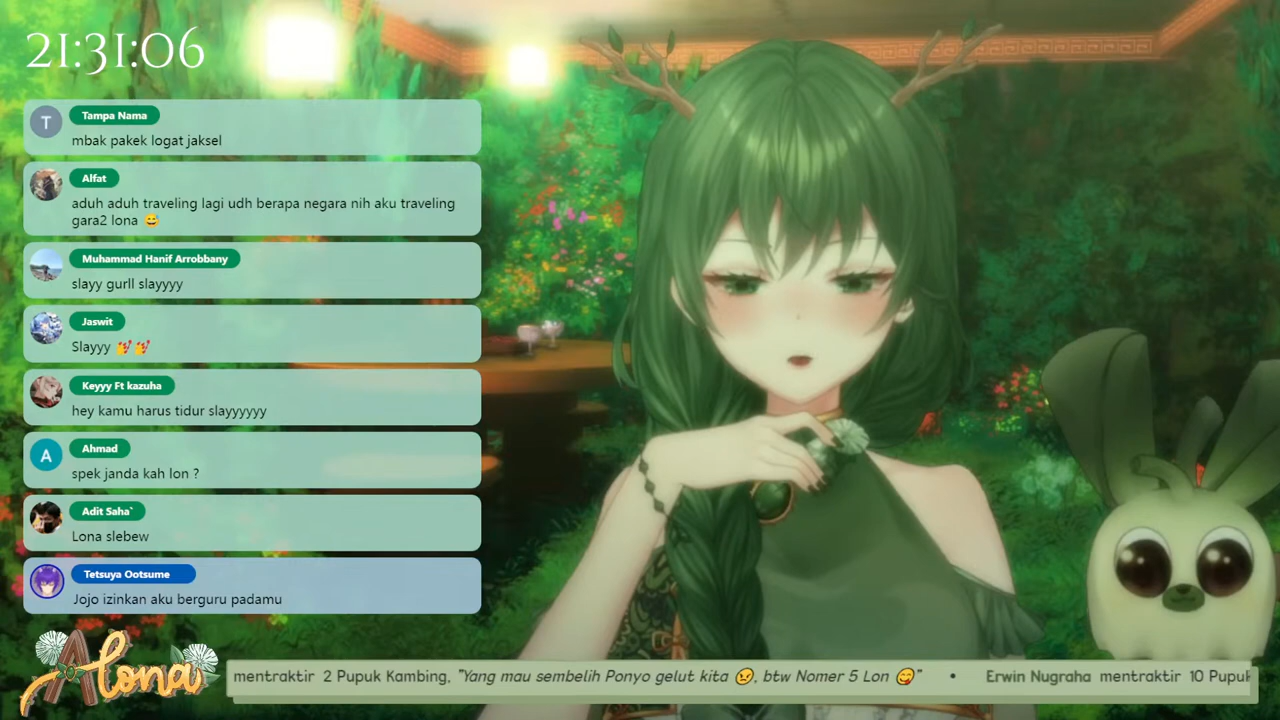 21:31:06
T
Tampa Nama
mbak pakek logat jaksel
Alfat
aduh aduh traveling lagi udh berapa negara nih aku traveling
gara2 lona 😅
Muhammad Hanif Arrobbany
slayy gurll slayyyy
Jaswit
Slayyy 💅💅
Keyyy Ft kazuha
hey kamu harus tidur slayyyyyy
A
Ahmad
spek janda kah lon ?
Adit Saha`
Lona slebew
Tetsuya Ootsume
Jojo izinkan aku berguru padamu
Alona
mentraktir 2 Pupuk Kambing, "Yang mau sembelih Ponyo gelut kita 😠, btw Nomer 5 Lon 😋" • Erwin Nugraha mentraktir 10 Pupuk